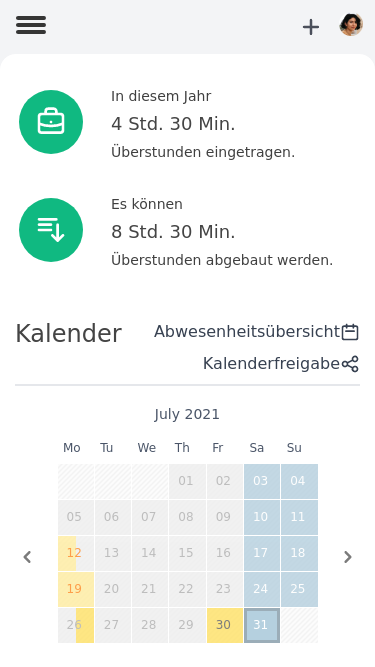 In diesem Jahr
4 Std. 30 Min.
Überstunden eingetragen.
Es können
8 Std. 30 Min.
Überstunden abgebaut werden.
Kalender
Abwesenheitsübersicht
Kalenderfreigabe
July 2021
Mo Tu We Th Fr Sa Su
01 02 03 04
05 06 07 08 09 10 11
12 13 14 15 16 17 18
19 20 21 22 23 24 25
26 27 28 29 30 31